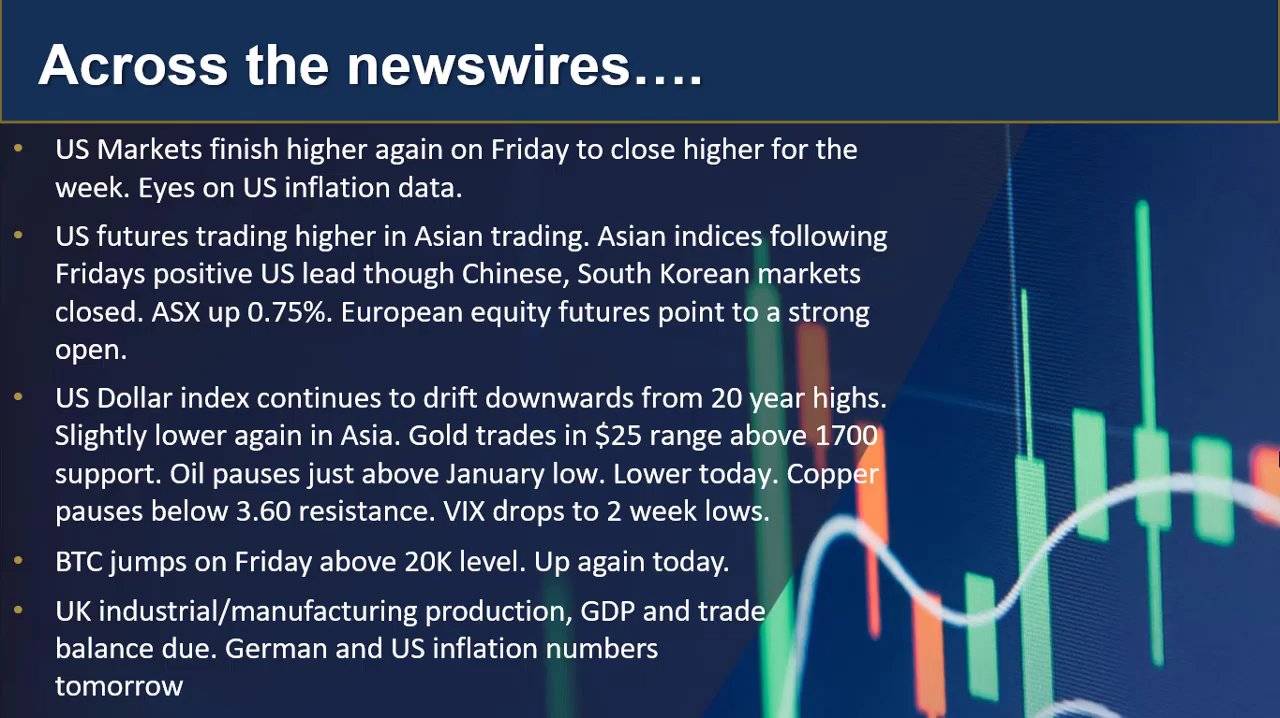 Across the newswires….
• US Markets finish higher again on Friday to close higher for the
week. Eyes on US inflation data.
• US futures trading higher in Asian trading. Asian indices following
Fridays positive US lead though Chinese, South Korean markets
closed. ASX up 0.75%. European equity futures point to a strong
open.
• US Dollar index continues to drift downwards from 20 year highs.
Slightly lower again in Asia. Gold trades in $25 range above 1700
support. Oil pauses just above January low. Lower today. Copper
pauses below 3.60 resistance. VIX drops to 2 week lows.
• BTC jumps on Friday above 20K level. Up again today.
• UK industrial/manufacturing production, GDP and trade
balance due. German and US inflation numbers
tomorrow